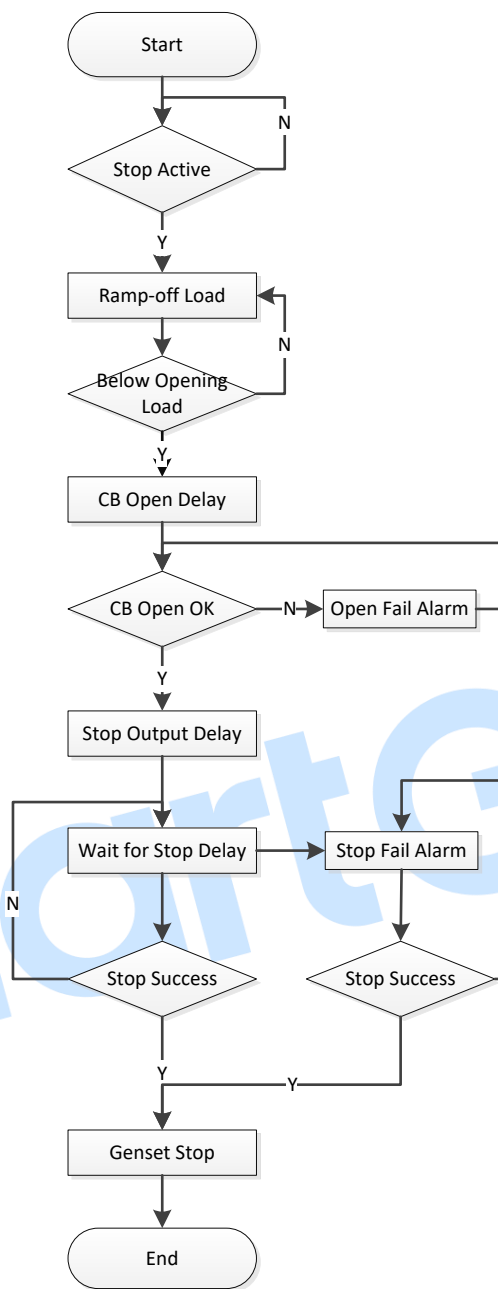 Start
N
Stop Active
Y
Ramp-off Load
N
Below Opening
Load
Y
CB Open Delay
CB Open OK
N
Open Fail Alarm
Y
Stop Output Delay
Wait for Stop Delay
Stop Fail Alarm
N
Stop Success
Stop Success
Y
Y
Genset Stop
End